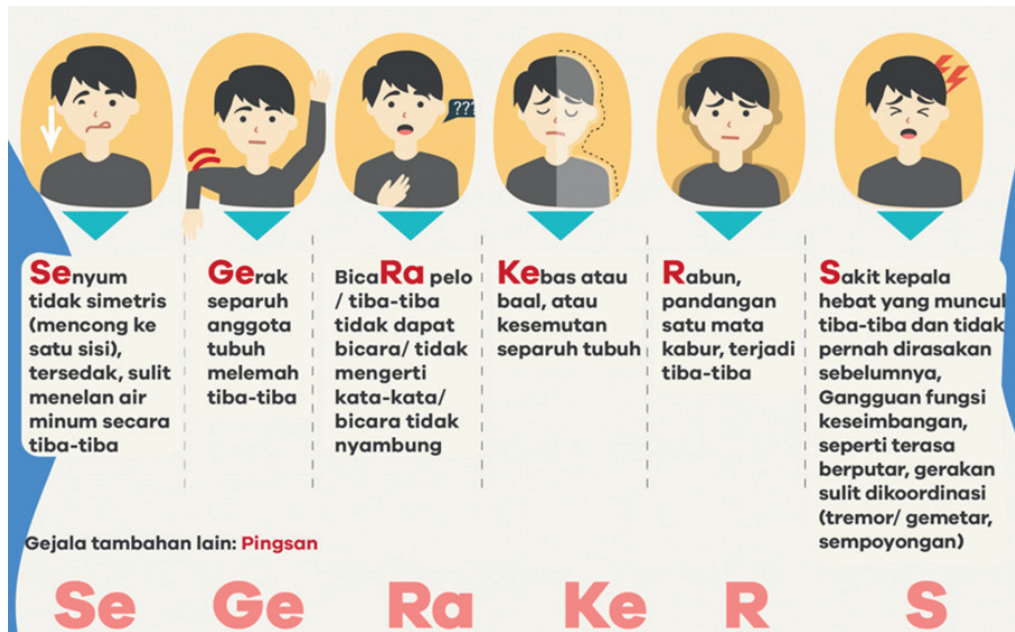 ???
Senyum
tidak simetris
(mencong ke
satu sisi),
tersedak, sulit
menelan air
minum secara
tiba-tiba
Gerak
separuh
anggota
tubuh
melemah
tiba-tiba
BicaRa pelo
/ tiba-tiba
tidak dapat
bicara/ tidak
mengerti
kata-kata/
bicara tidak
nyambung
Kebas atau
baal, atau
kesemutan
separuh tubuh
Rabun,
pandangan
satu mata
kabur, terjadi
tiba-tiba
Sakit kepala
hebat yang muncul
tiba-tiba dan tidak
pernah dirasakan
sebelumnya,
Gangguan fungsi
keseimbangan,
seperti terasa
berputar, gerakan
sulit dikoordinasi
(tremor/ gemetar,
sempoyongan)
Gejala tambahan lain: Pingsan
Se Ge Ra Ke R S